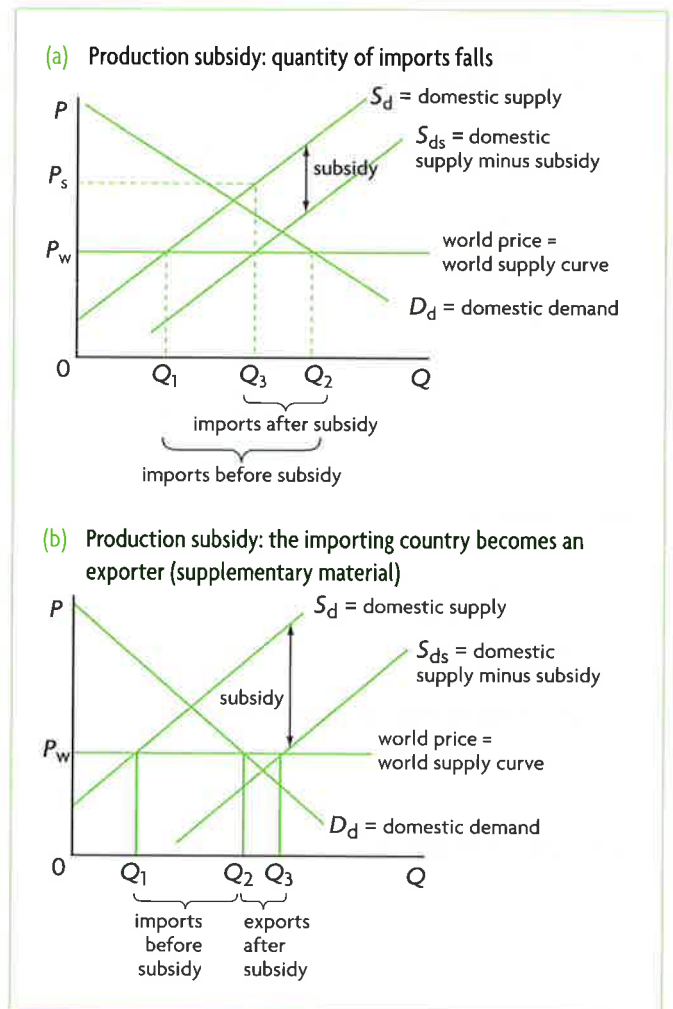 (a) Production subsidy: quantity of imports falls
P
Sd = domestic supply
Sds = domestic
supply minus subsidy
subsidy
Ps
Pw
world price =
world supply curve
Dd = domestic demand
0
Q1
Q3
Q2
Q
imports after subsidy
imports before subsidy
(b) Production subsidy: the importing country becomes an
exporter (supplementary material)
P
Sd = domestic supply
Sds = domestic
supply minus subsidy
subsidy
Pw
world price =
world supply curve
Dd = domestic demand
0
Q1
Q2
Q3
Q
imports
before
subsidy
exports
after
subsidy